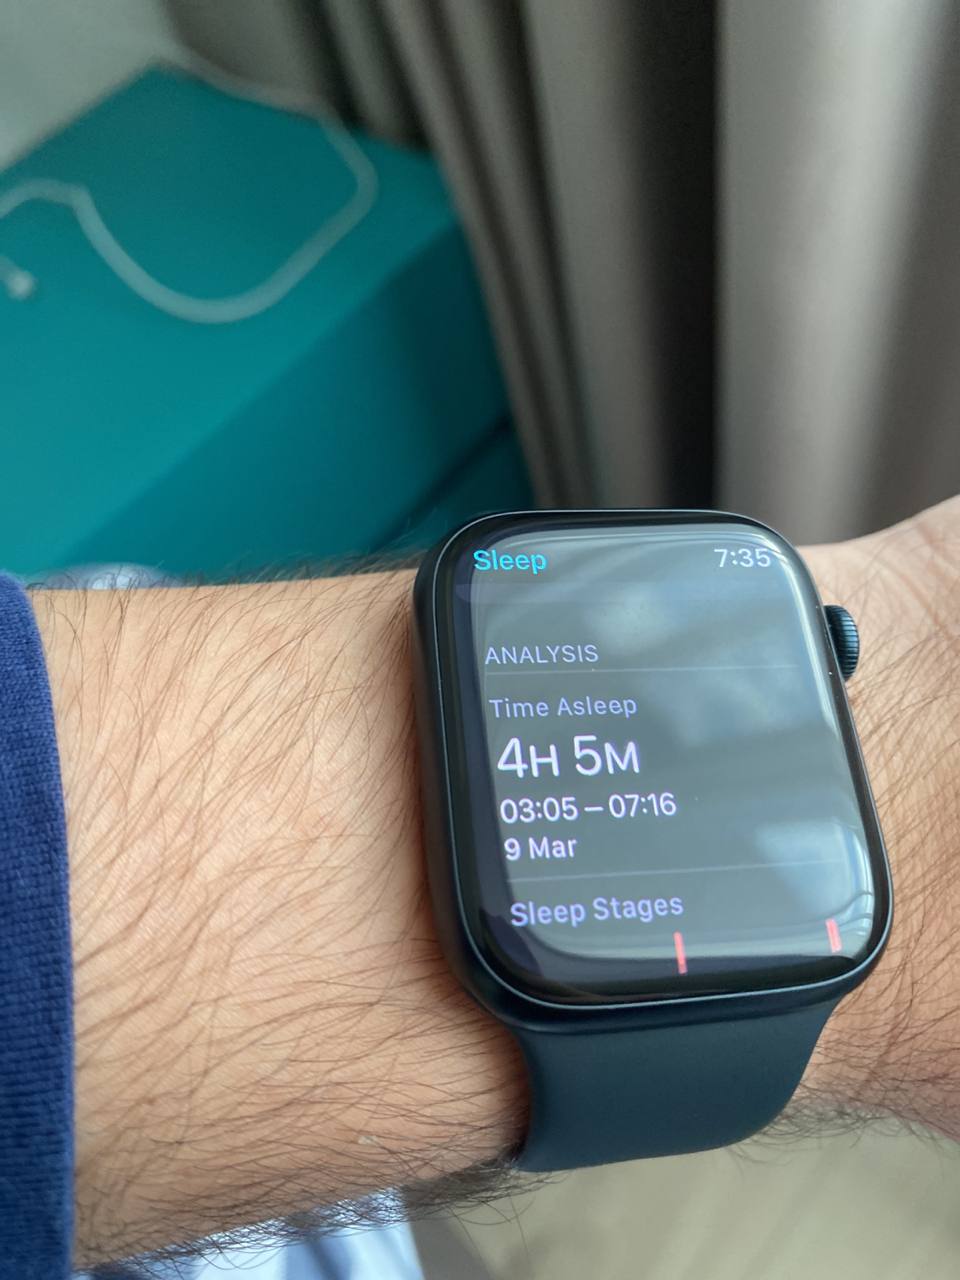 Sleep
7:35
ANALYSIS
Time Asleep
4H 5M
03:05 – 07:16
9 Mar
Sleep Stages